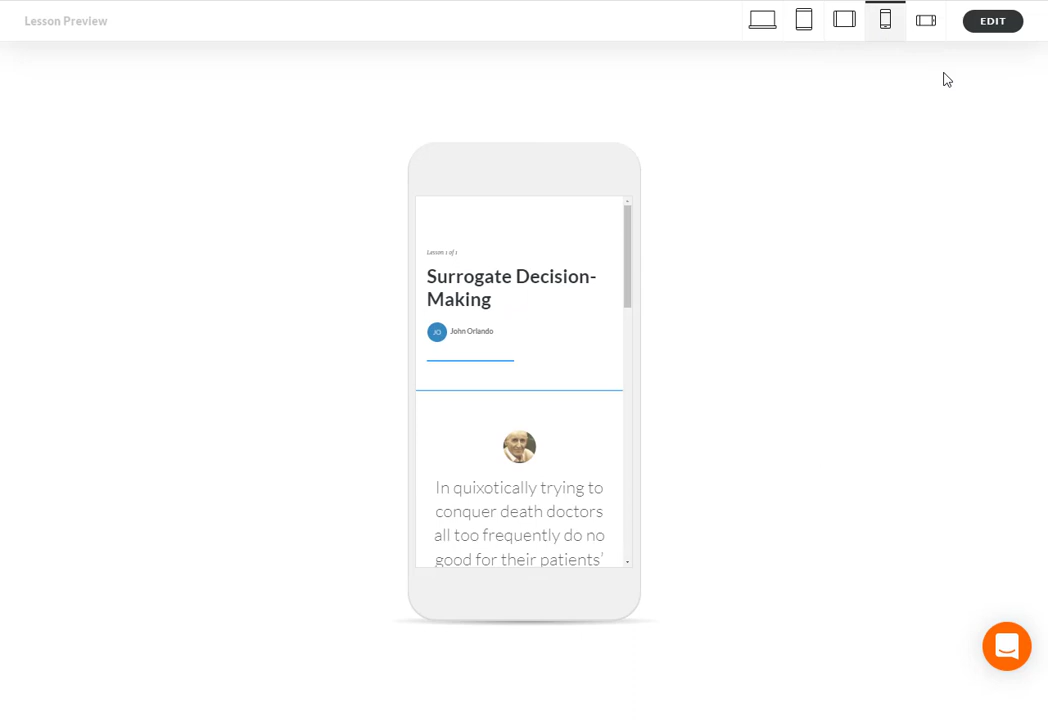 Lesson Preview
EDIT
Lesson 1 of 1
Surrogate Decision-
Making
JO John Orlando
In quixotically trying to
conquer death doctors
all too frequently do no
good for their patients'